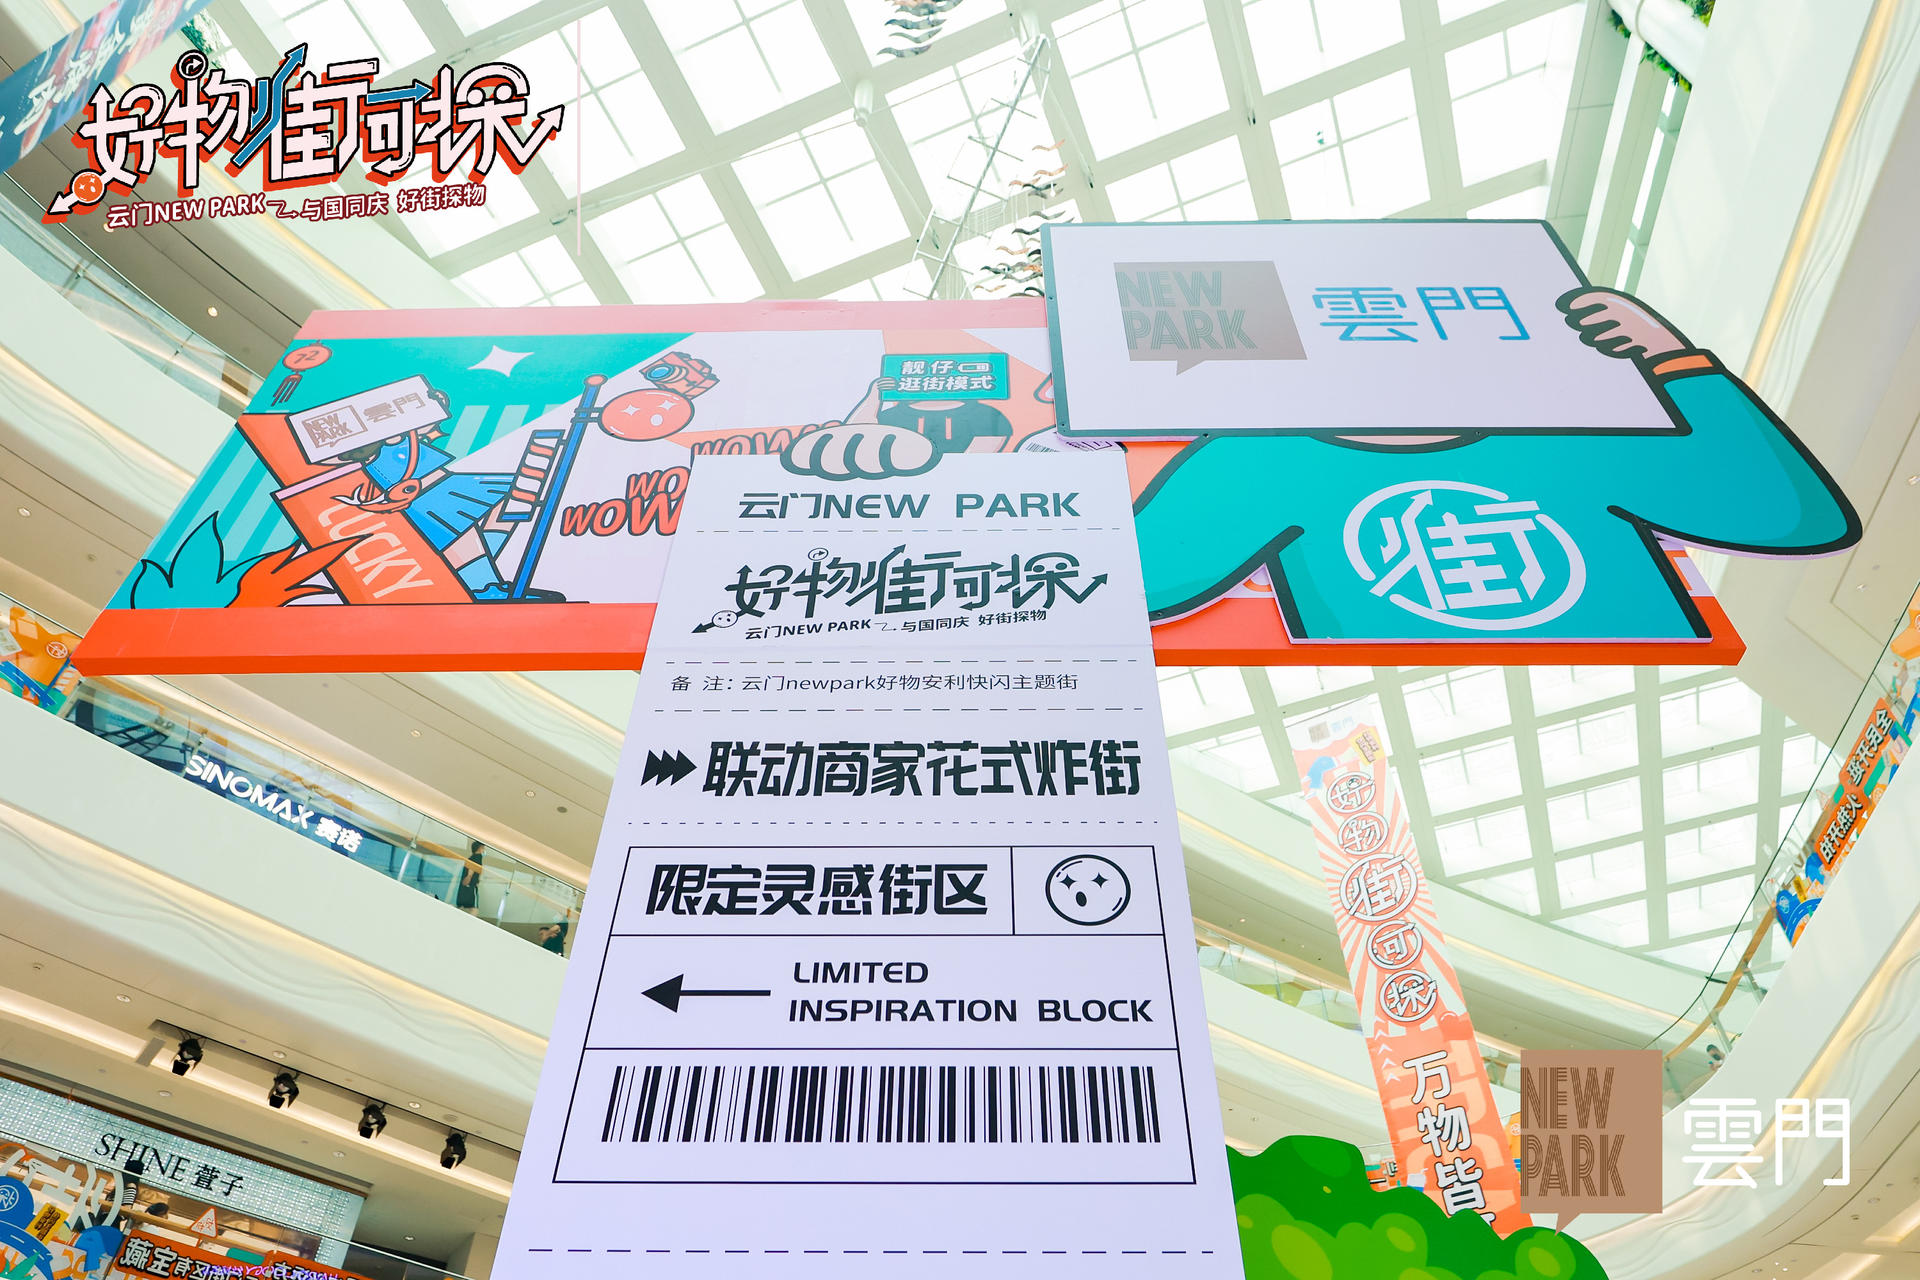 好物街可探
云门NEW PARK 与国同庆 好街探物
NEW
PARK
雲門
72
NEW
PARK
雲門
LUCKY
靓仔
逛街模式
WOW
WOW
云门NEW PARK
好物街可探
云门NEW PARK 与国同庆 好街探物
备 注：云门newpark好物安利快闪主题街
联动商家花式炸街
限定灵感街区
LIMITED
INSPIRATION BLOCK
街
SINOMAX 赛诺
SHINE 萱子
好
物
街
可
探
万
物
皆
NEW
PARK
雲門